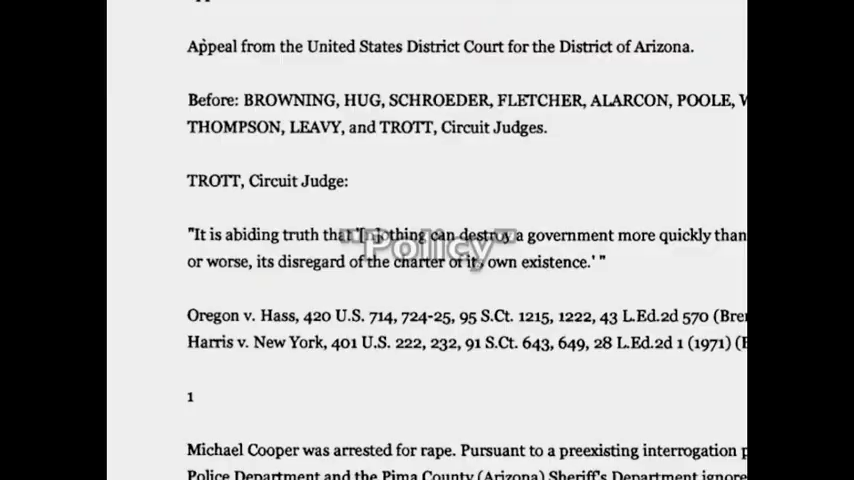 Appeal from the United States District Court for the District of Arizona.
Before: BROWNING, HUG, SCHROEDER, FLETCHER, ALARCON, POOLE,
THOMPSON, LEAVY, and TROTT, Circuit Judges.
TROTT, Circuit Judge:
"It is abiding truth that '[n]othing can destroy a government more quickly than
"Policy"
or worse, its disregard of the charter of its own existence.' "
Oregon v. Hass, 420 U.S. 714, 724-25, 95 S.Ct. 1215, 1222, 43 L.Ed.2d 570
Harris v. New York, 401 U.S. 222, 232, 91 S.Ct. 643, 649, 28 L.Ed.2d 1 (1971)
1
Michael Cooper was arrested for rape. Pursuant to a preexisting interrogation
Police Department and the Pima County (Arizona) Sheriff's Department